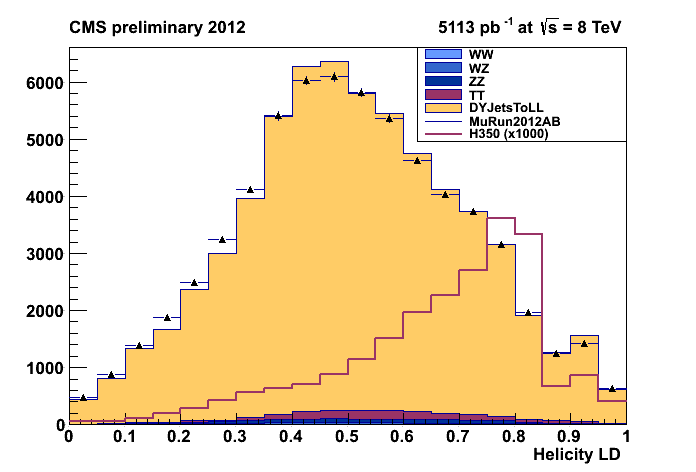 CMS preliminary 2012
5113 pb⁻¹ at √s = 8 TeV
WW
WZ
ZZ
TT
DYJetsToLL
MuRun2012AB
H350 (x1000)
6000
5000
4000
3000
2000
1000
0
0 0.1 0.2 0.3 0.4 0.5 0.6 0.7 0.8 0.9 1
Helicity LD